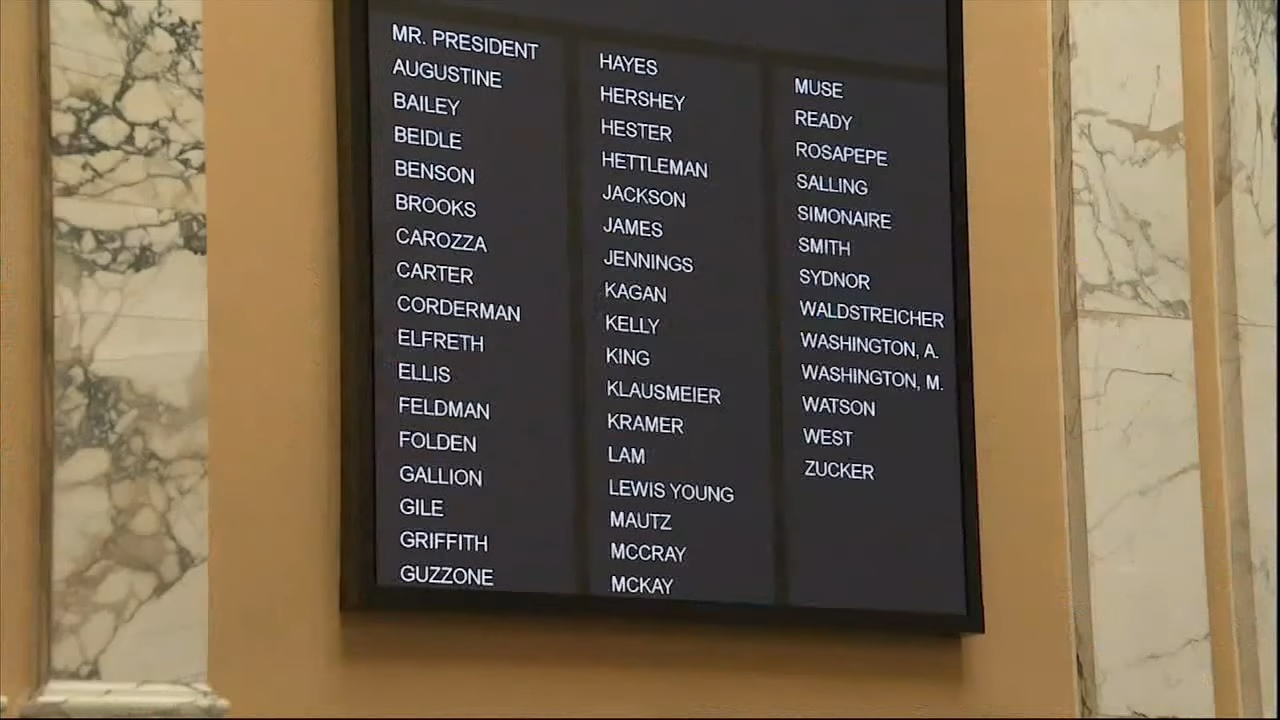 MR. PRESIDENT
AUGUSTINE
BAILEY
BEIDLE
BENSON
BROOKS
CAROZZA
CARTER
CORDERMAN
ELFRETH
ELLIS
FELDMAN
FOLDEN
GALLION
GILE
GRIFFITH
GUZZONE
HAYES
HERSHEY
HESTER
HETTLEMAN
JACKSON
JAMES
JENNINGS
KAGAN
KELLY
KING
KLAUSMEIER
KRAMER
LAM
LEWIS YOUNG
MAUTZ
MCCRAY
MCKAY
MUSE
READY
ROSAPEPE
SALLING
SIMONAIRE
SMITH
SYDNOR
WALDSTREICHER
WASHINGTON, A.
WASHINGTON, M.
WATSON
WEST
ZUCKER